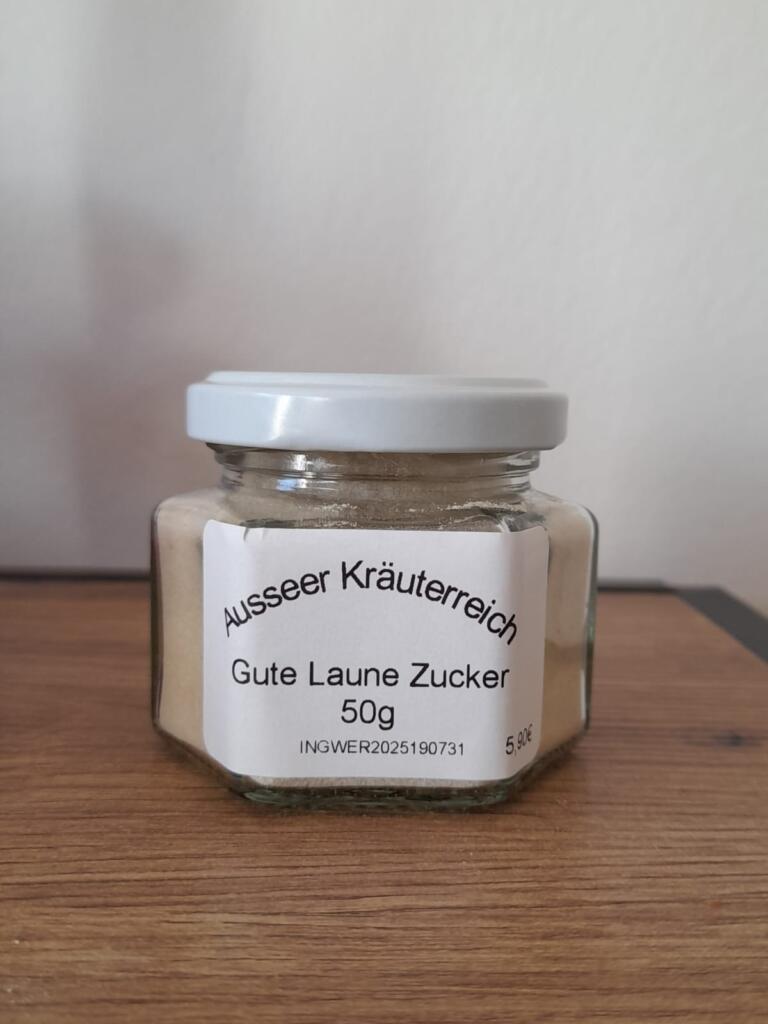 Ausseer Kräuterreich
Gute Laune Zucker
50g
INGWER2025190731
5,90€